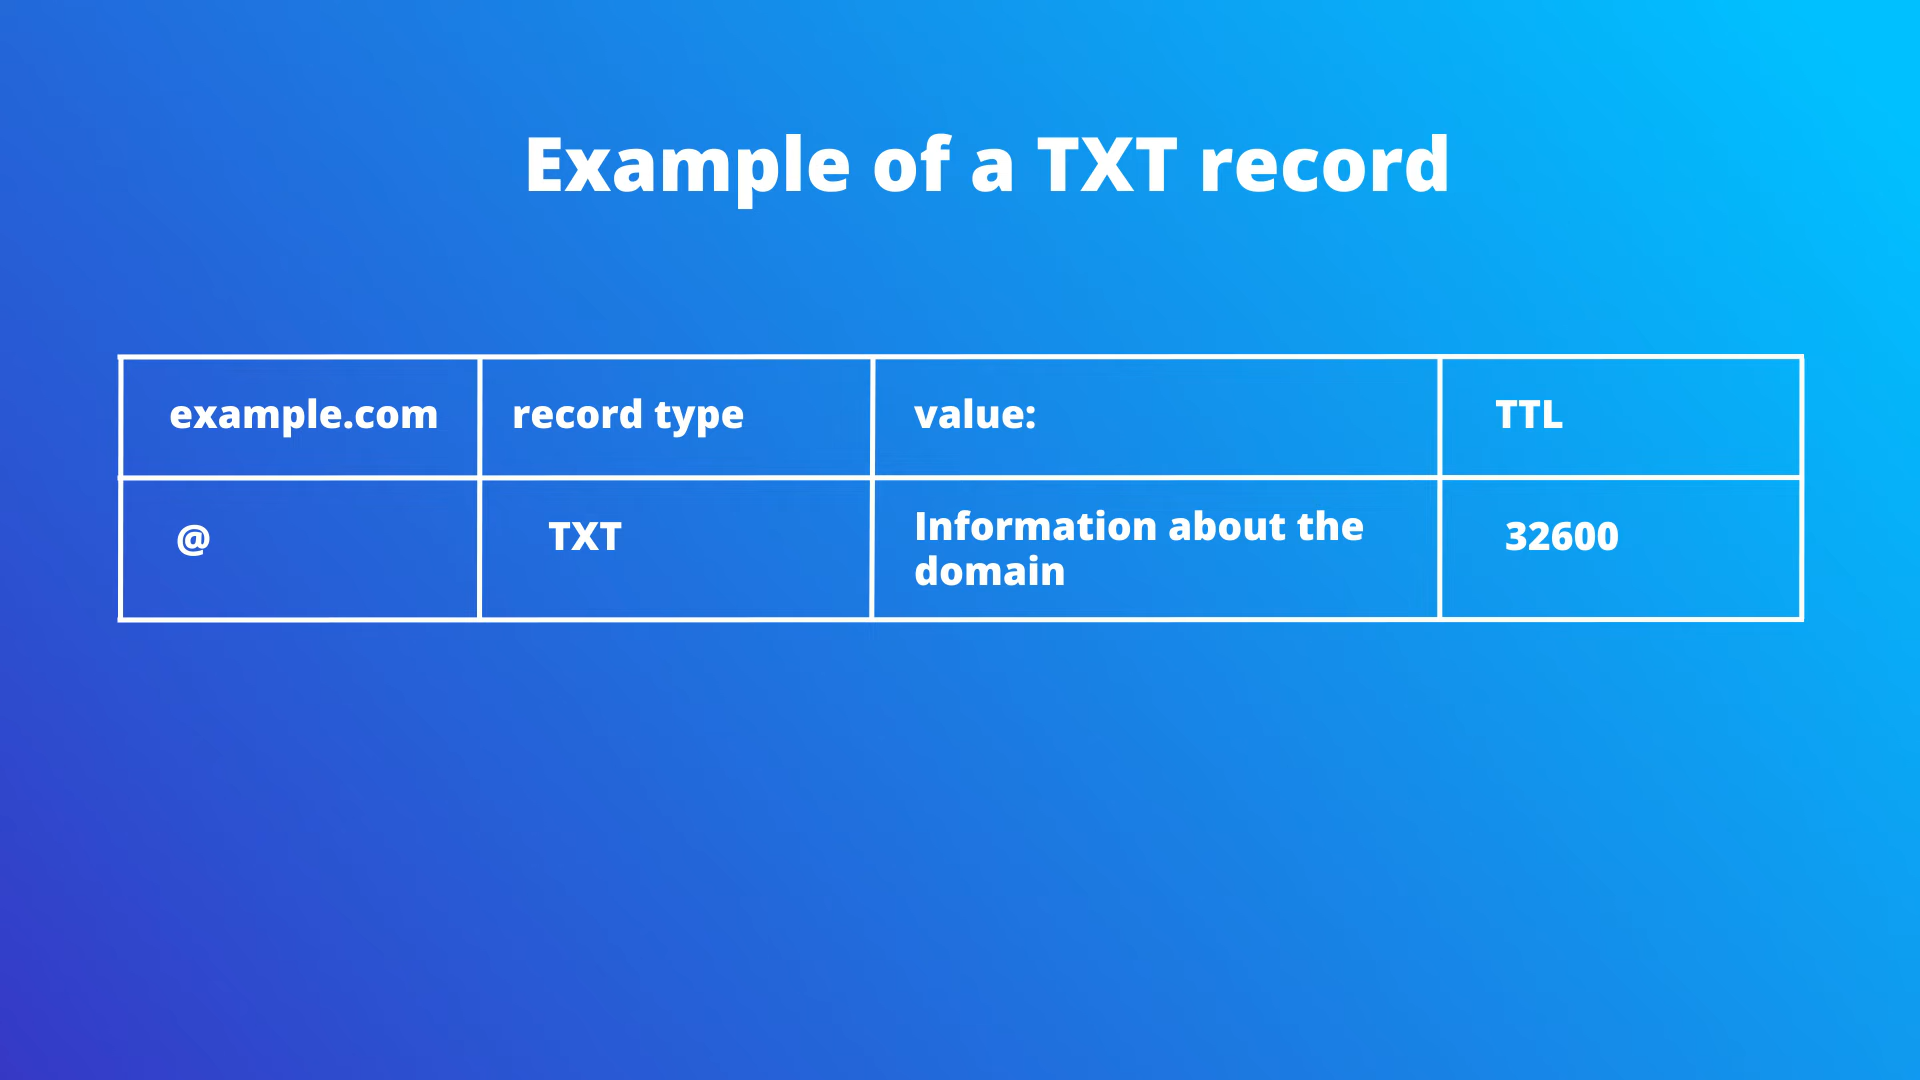 Example of a TXT record
example.com record type value: TTL
@ TXT Information about the
domain 32600